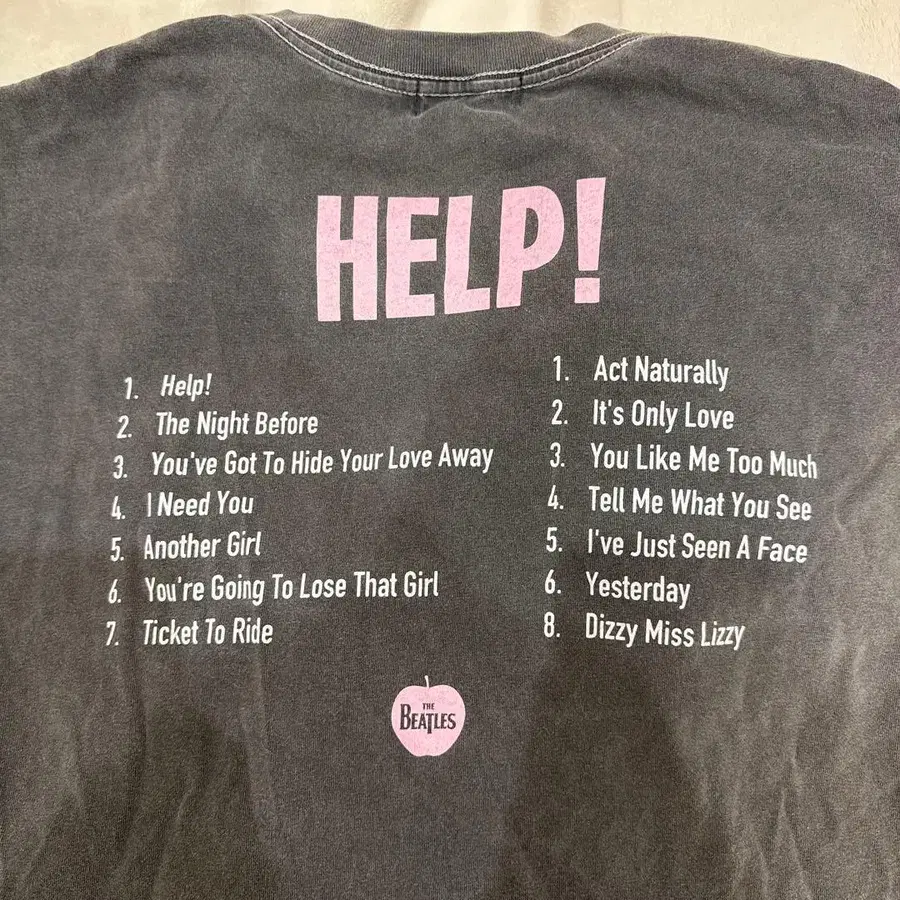 HELP!
1. Help!
2. The Night Before
3. You've Got To Hide Your Love Away
4. I Need You
5. Another Girl
6. You're Going To Lose That Girl
7. Ticket To Ride
1. Act Naturally
2. It's Only Love
3. You Like Me Too Much
4. Tell Me What You See
5. I've Just Seen A Face
6. Yesterday
8. Dizzy Miss Lizzy
THE
BEATLES